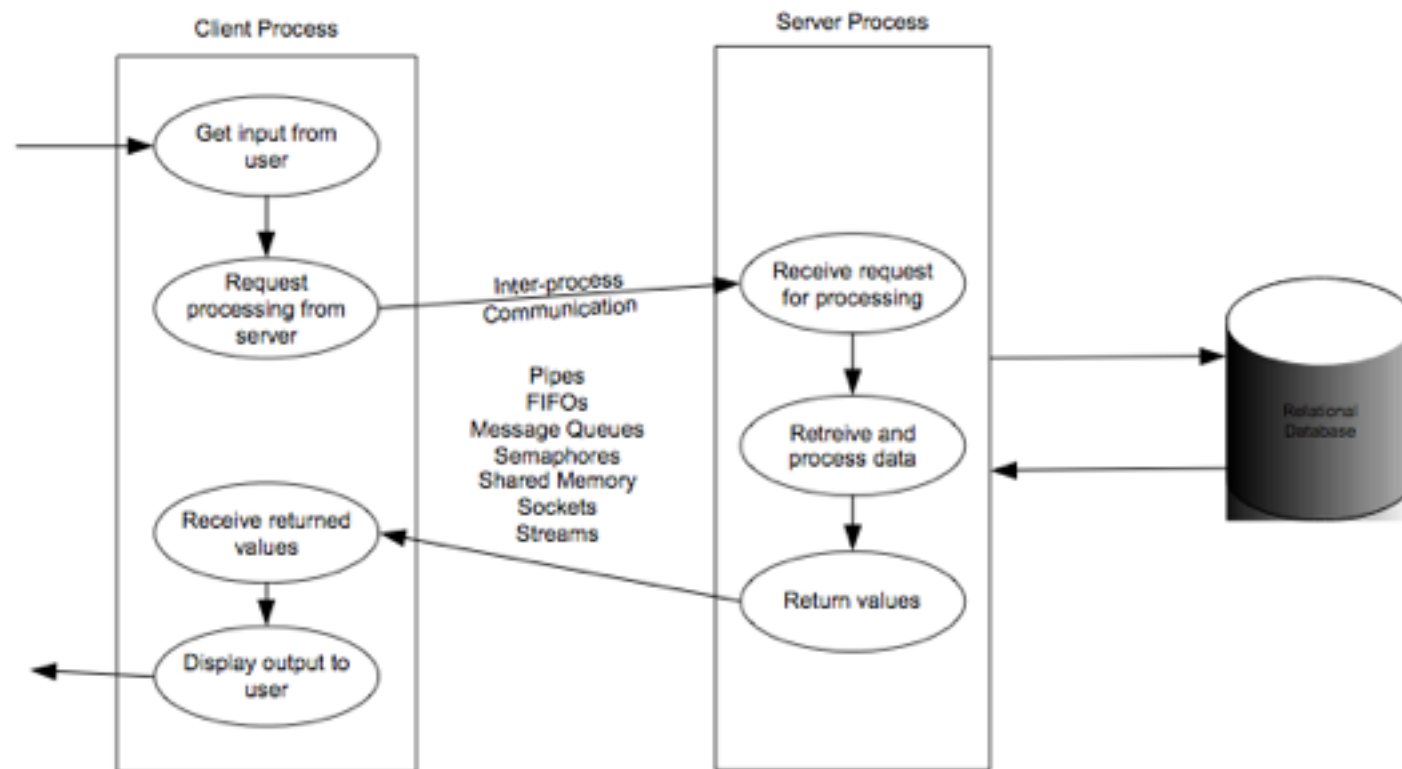 Client Process
Server Process
Get input from
user
Request
processing from
server
Inter-process
Communication
Receive request
for processing
Pipes
FIFOs
Message Queues
Semaphores
Shared Memory
Sockets
Streams
Retreive and
process data
Relational
Database
Receive returned
values
Return values
Display output to
user